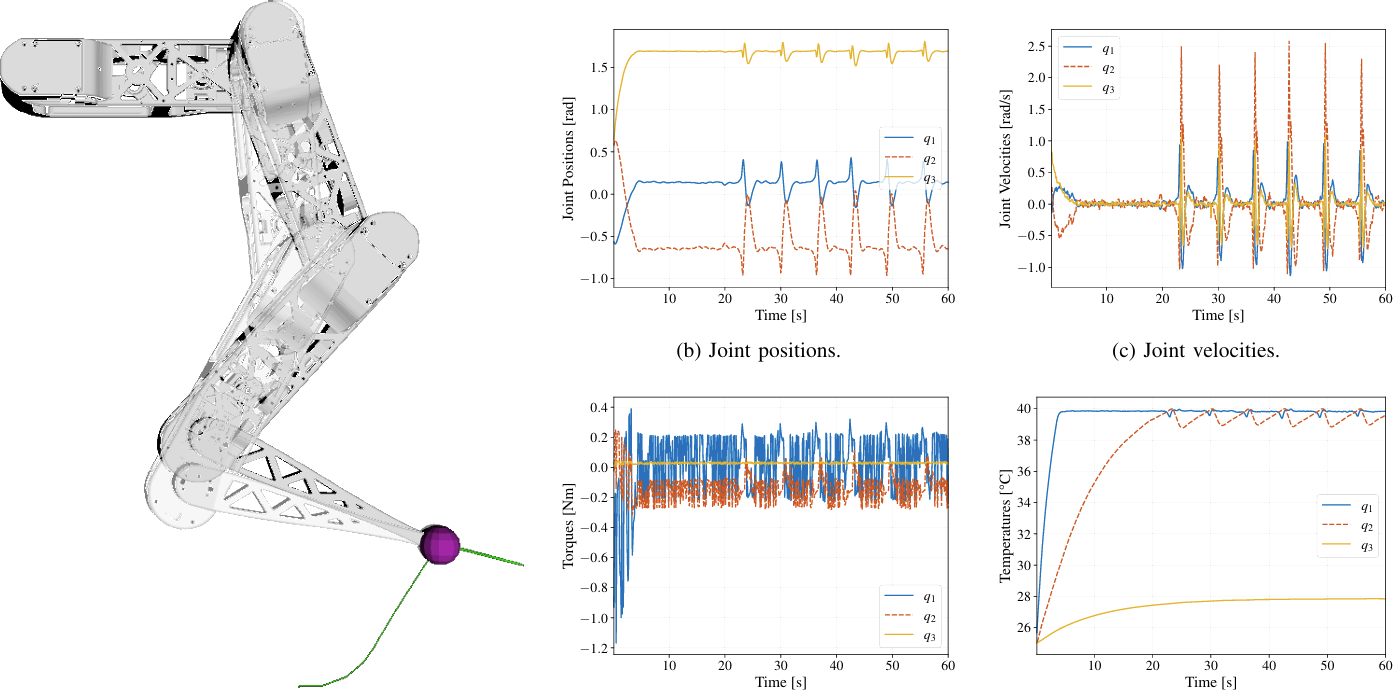 Joint Positions [rad]
1.5
1.0
0.5
0.0
−0.5
−1.0
q1
q2
q3
10 20 30 40 50 60
Time [s]
(b) Joint positions.
Joint Velocities [rad/s]
2.5
2.0
1.5
1.0
0.5
0.0
−0.5
−1.0
q1
q2
q3
10 20 30 40 50 60
Time [s]
(c) Joint velocities.
Torques [Nm]
0.4
0.2
0.0
−0.2
−0.4
−0.6
−0.8
−1.0
−1.2
q1
q2
q3
10 20 30 40 50 60
Time [s]
Temperatures [°C]
40
38
36
34
32
30
28
26
q1
q2
q3
10 20 30 40 50 60
Time [s]